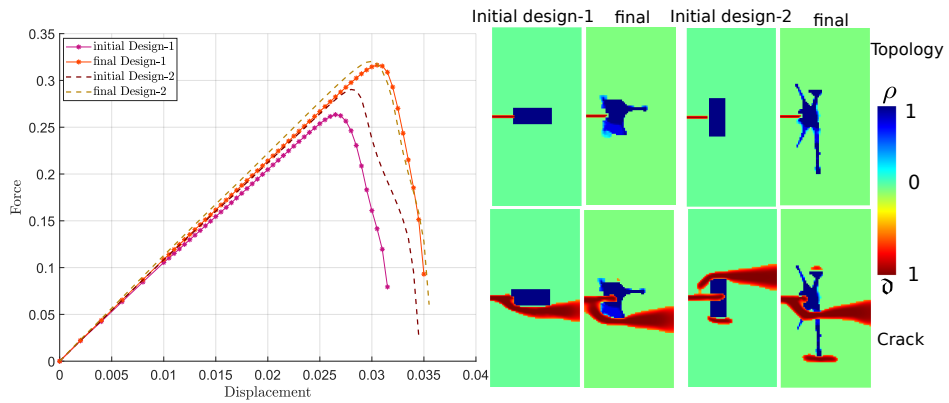 Initial design-1 final Initial design-2 final
0.35
0.3
0.25
0.2
0.15
0.1
0.05
0
Force
initial Design-1
final Design-1
initial Design-2
final Design-2
0 0.005 0.01 0.015 0.02 0.025 0.03 0.035 0.04
Displacement
Topology
ρ
1
0
1
𝔡
Crack